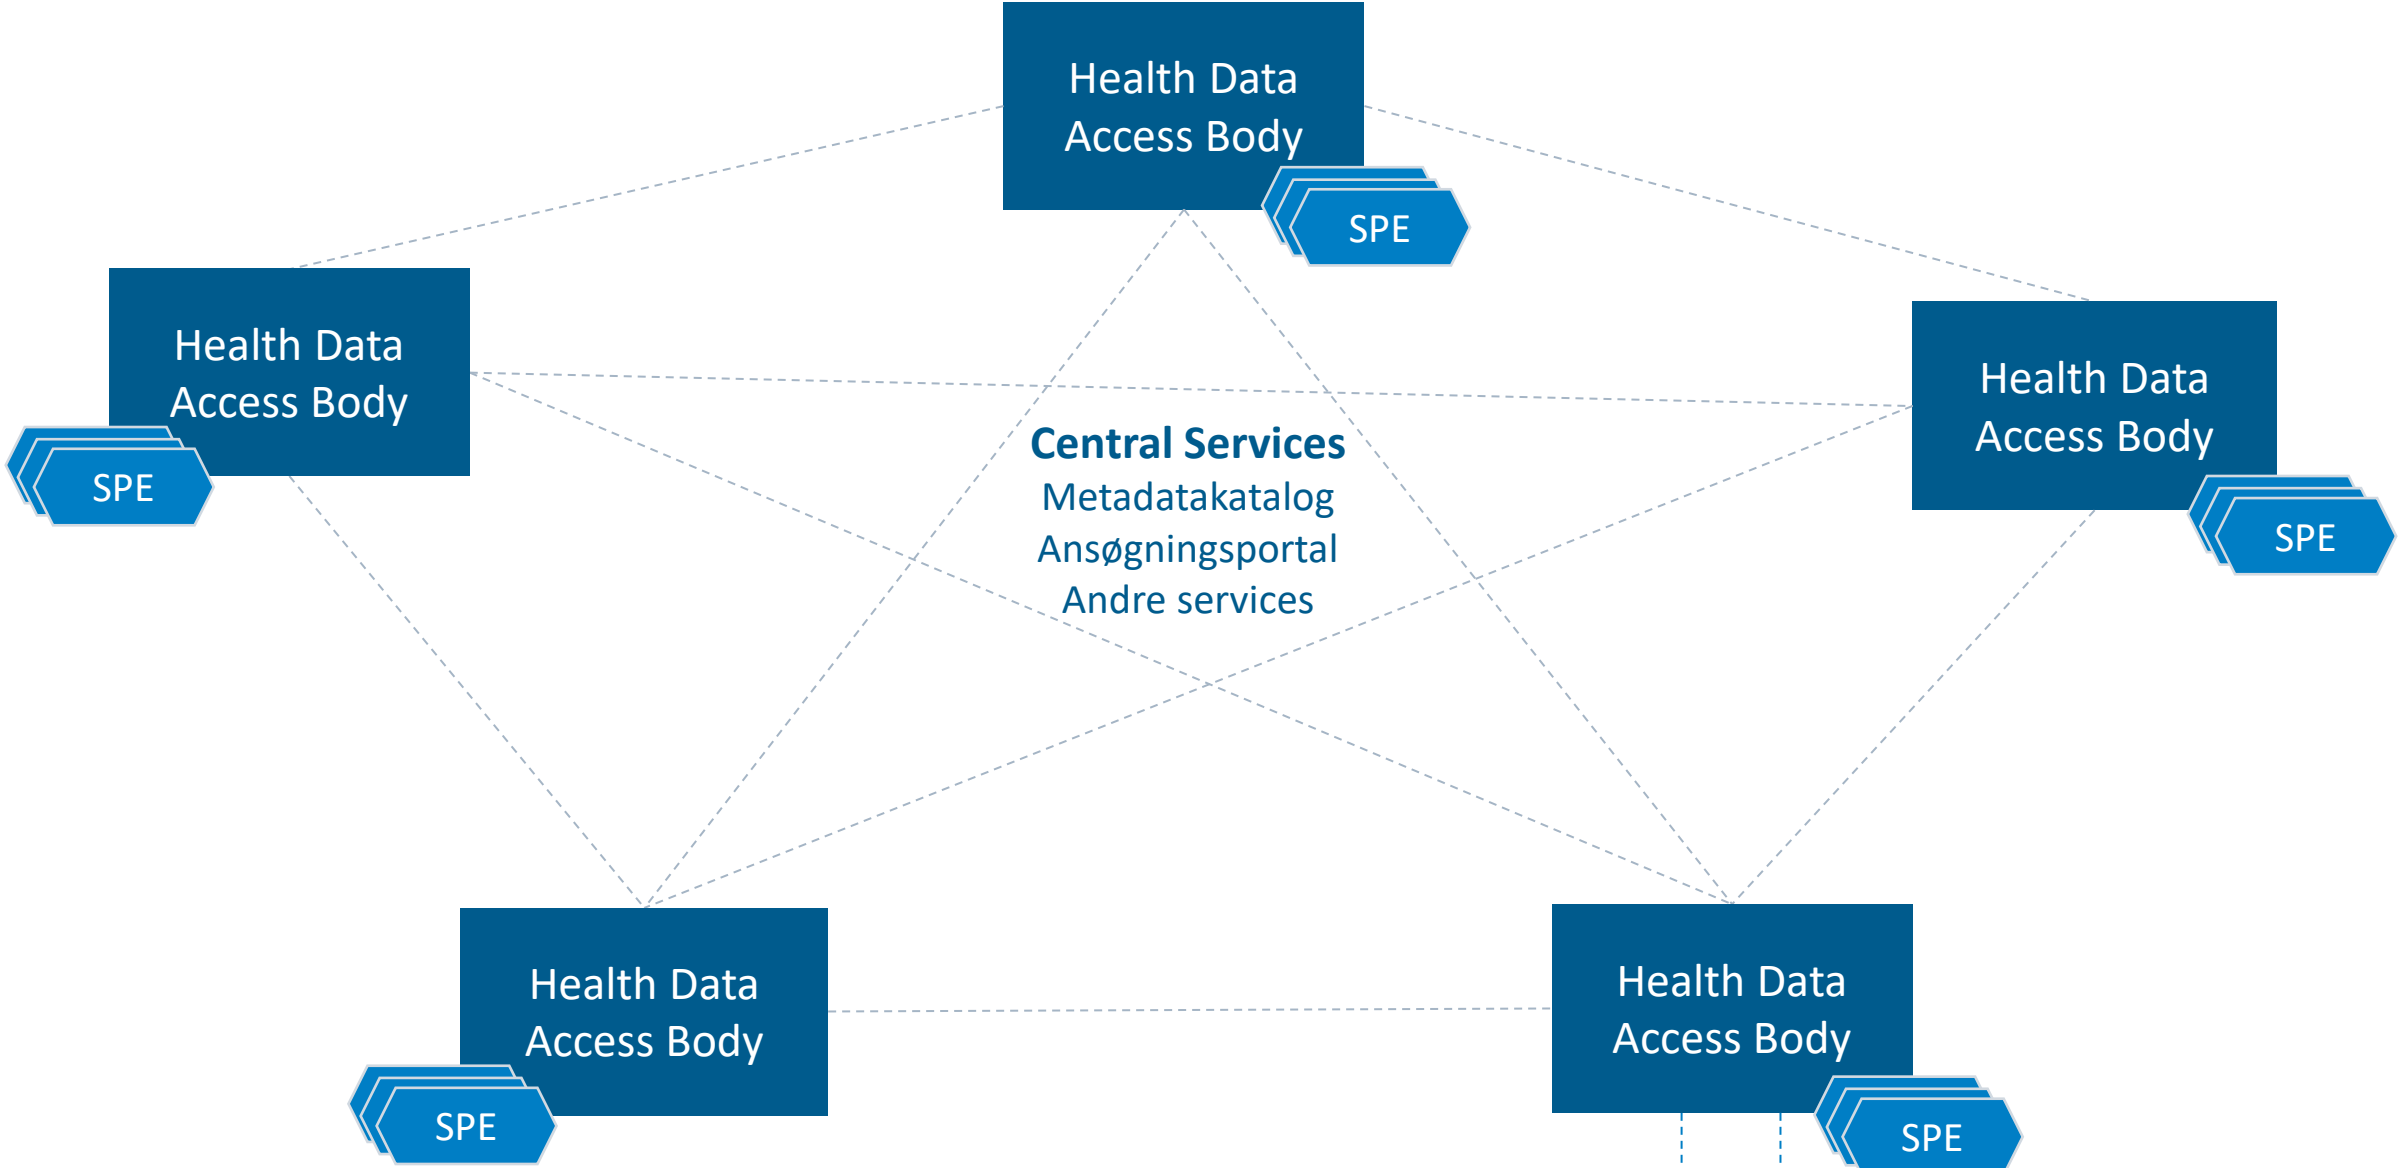 Health Data
Access Body
SPE
Health Data
Access Body
SPE
Health Data
Access Body
SPE
Central Services
Metadatakatalog
Ansøgningsportal
Andre services
Health Data
Access Body
SPE
Health Data
Access Body
SPE